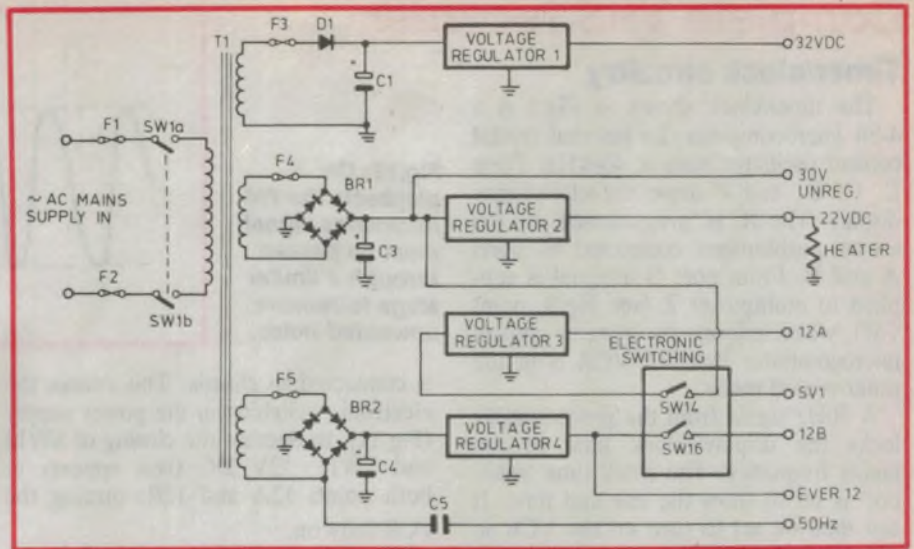 F3
D1
T1
C1
VOLTAGE
REGULATOR 1
32VDC
F1
SW1a
~ AC MAINS
SUPPLY IN
F2
SW1b
F4
BR1
C3
VOLTAGE
REGULATOR 2
30V
UNREG.
22VDC
HEATER
VOLTAGE
REGULATOR 3
ELECTRONIC
SWITCHING
12A
SW14
SV1
F5
BR2
C4
VOLTAGE
REGULATOR 4
SW16
12B
EVER 12
C5
50Hz